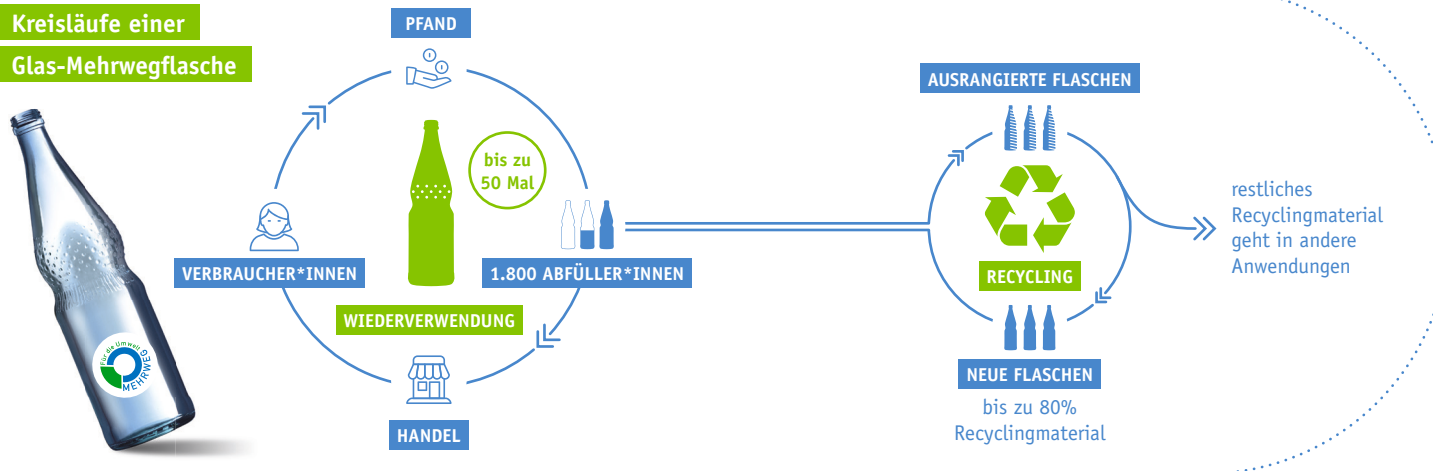 Kreisläufe einer
Glas-Mehrwegflasche
PFAND
bis zu
50 Mal
VERBRAUCHER*INNEN
1.800 ABFÜLLER*INNEN
WIEDERVERWENDUNG
HANDEL
Für die Umwelt
MEHRWEG
AUSRANGIERTE FLASCHEN
RECYCLING
NEUE FLASCHEN
bis zu 80%
Recyclingmaterial
restliches
Recyclingmaterial
geht in andere
Anwendungen